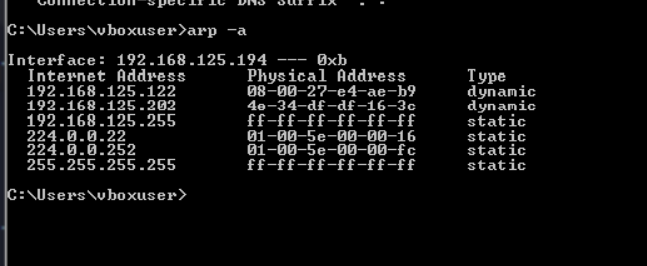 Connection-specific DNS Suffix  . :
C:\Users\vboxuser>arp -a
Interface: 192.168.125.194 --- 0xb
Internet Address      Physical Address      Type
192.168.125.122       08-00-27-e4-ae-b9     dynamic
192.168.125.202       4e-34-df-df-16-3c     dynamic
192.168.125.255       ff-ff-ff-ff-ff-ff     static
224.0.0.22            01-00-5e-00-00-16     static
224.0.0.252           01-00-5e-00-00-fc     static
255.255.255.255       ff-ff-ff-ff-ff-ff     static
C:\Users\vboxuser>